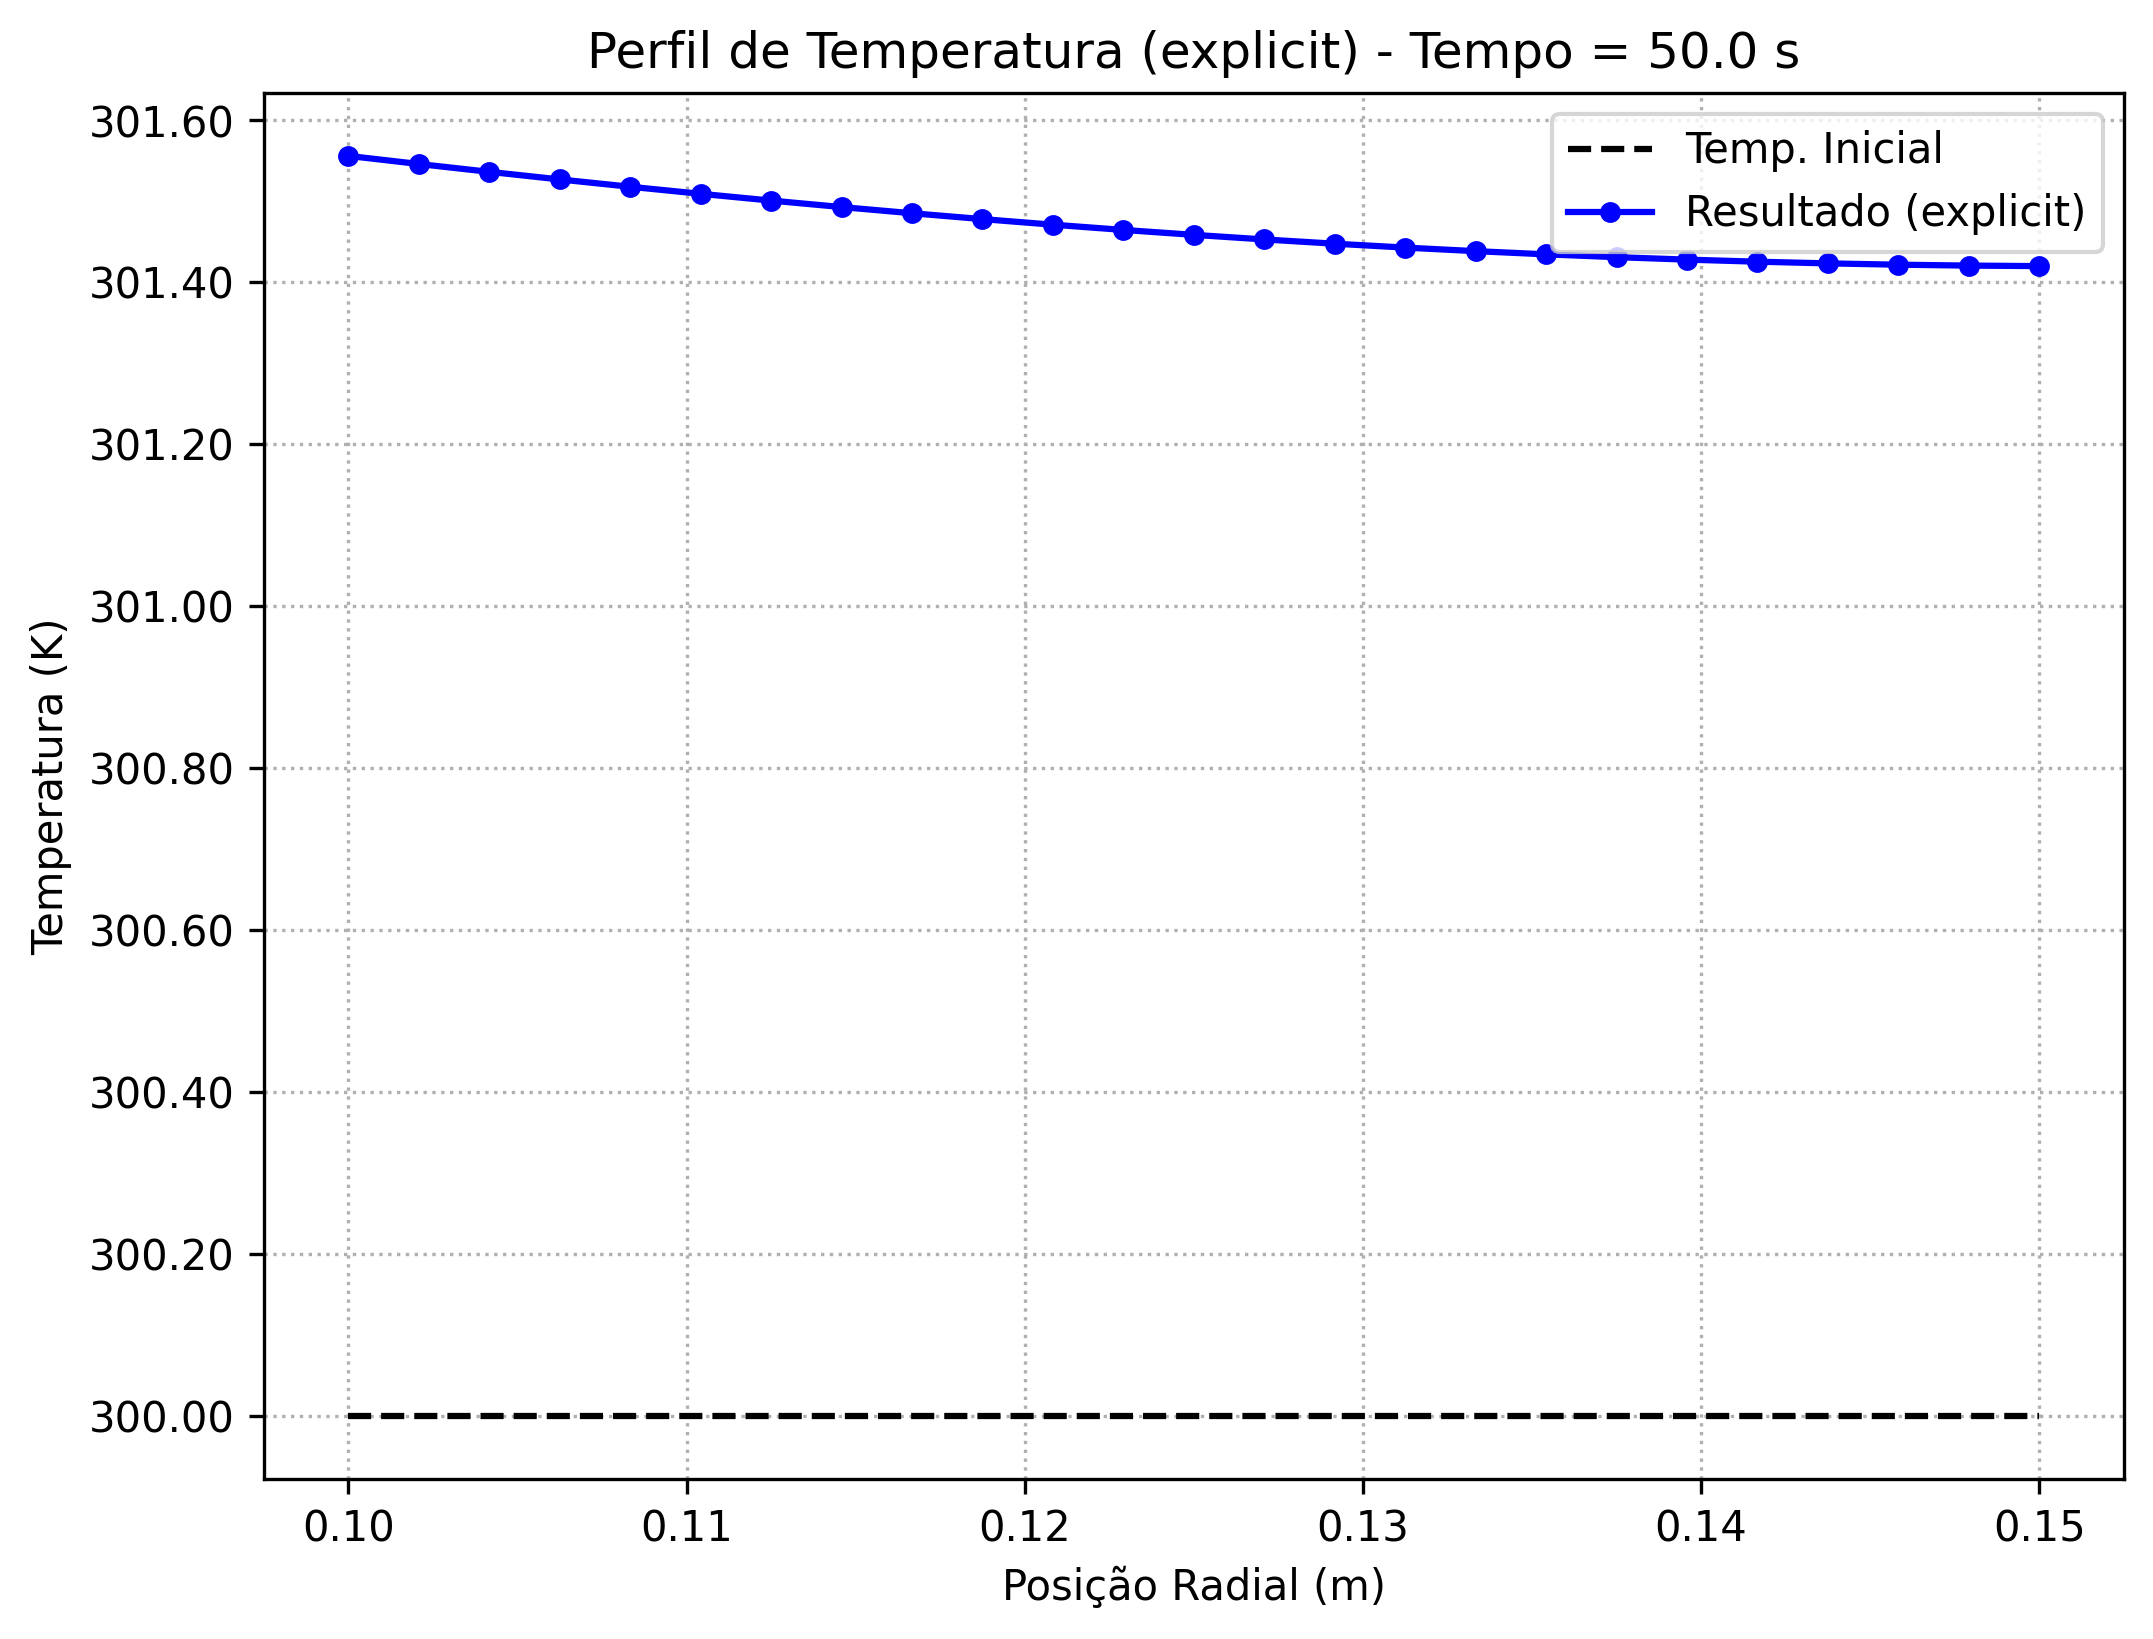 Perfil de Temperatura (explicit) - Tempo = 50.0 s
Temp. Inicial
Resultado (explicit)
Temperatura (K)
301.60
301.40
301.20
301.00
300.80
300.60
300.40
300.20
300.00
0.10 0.11 0.12 0.13 0.14 0.15
Posição Radial (m)